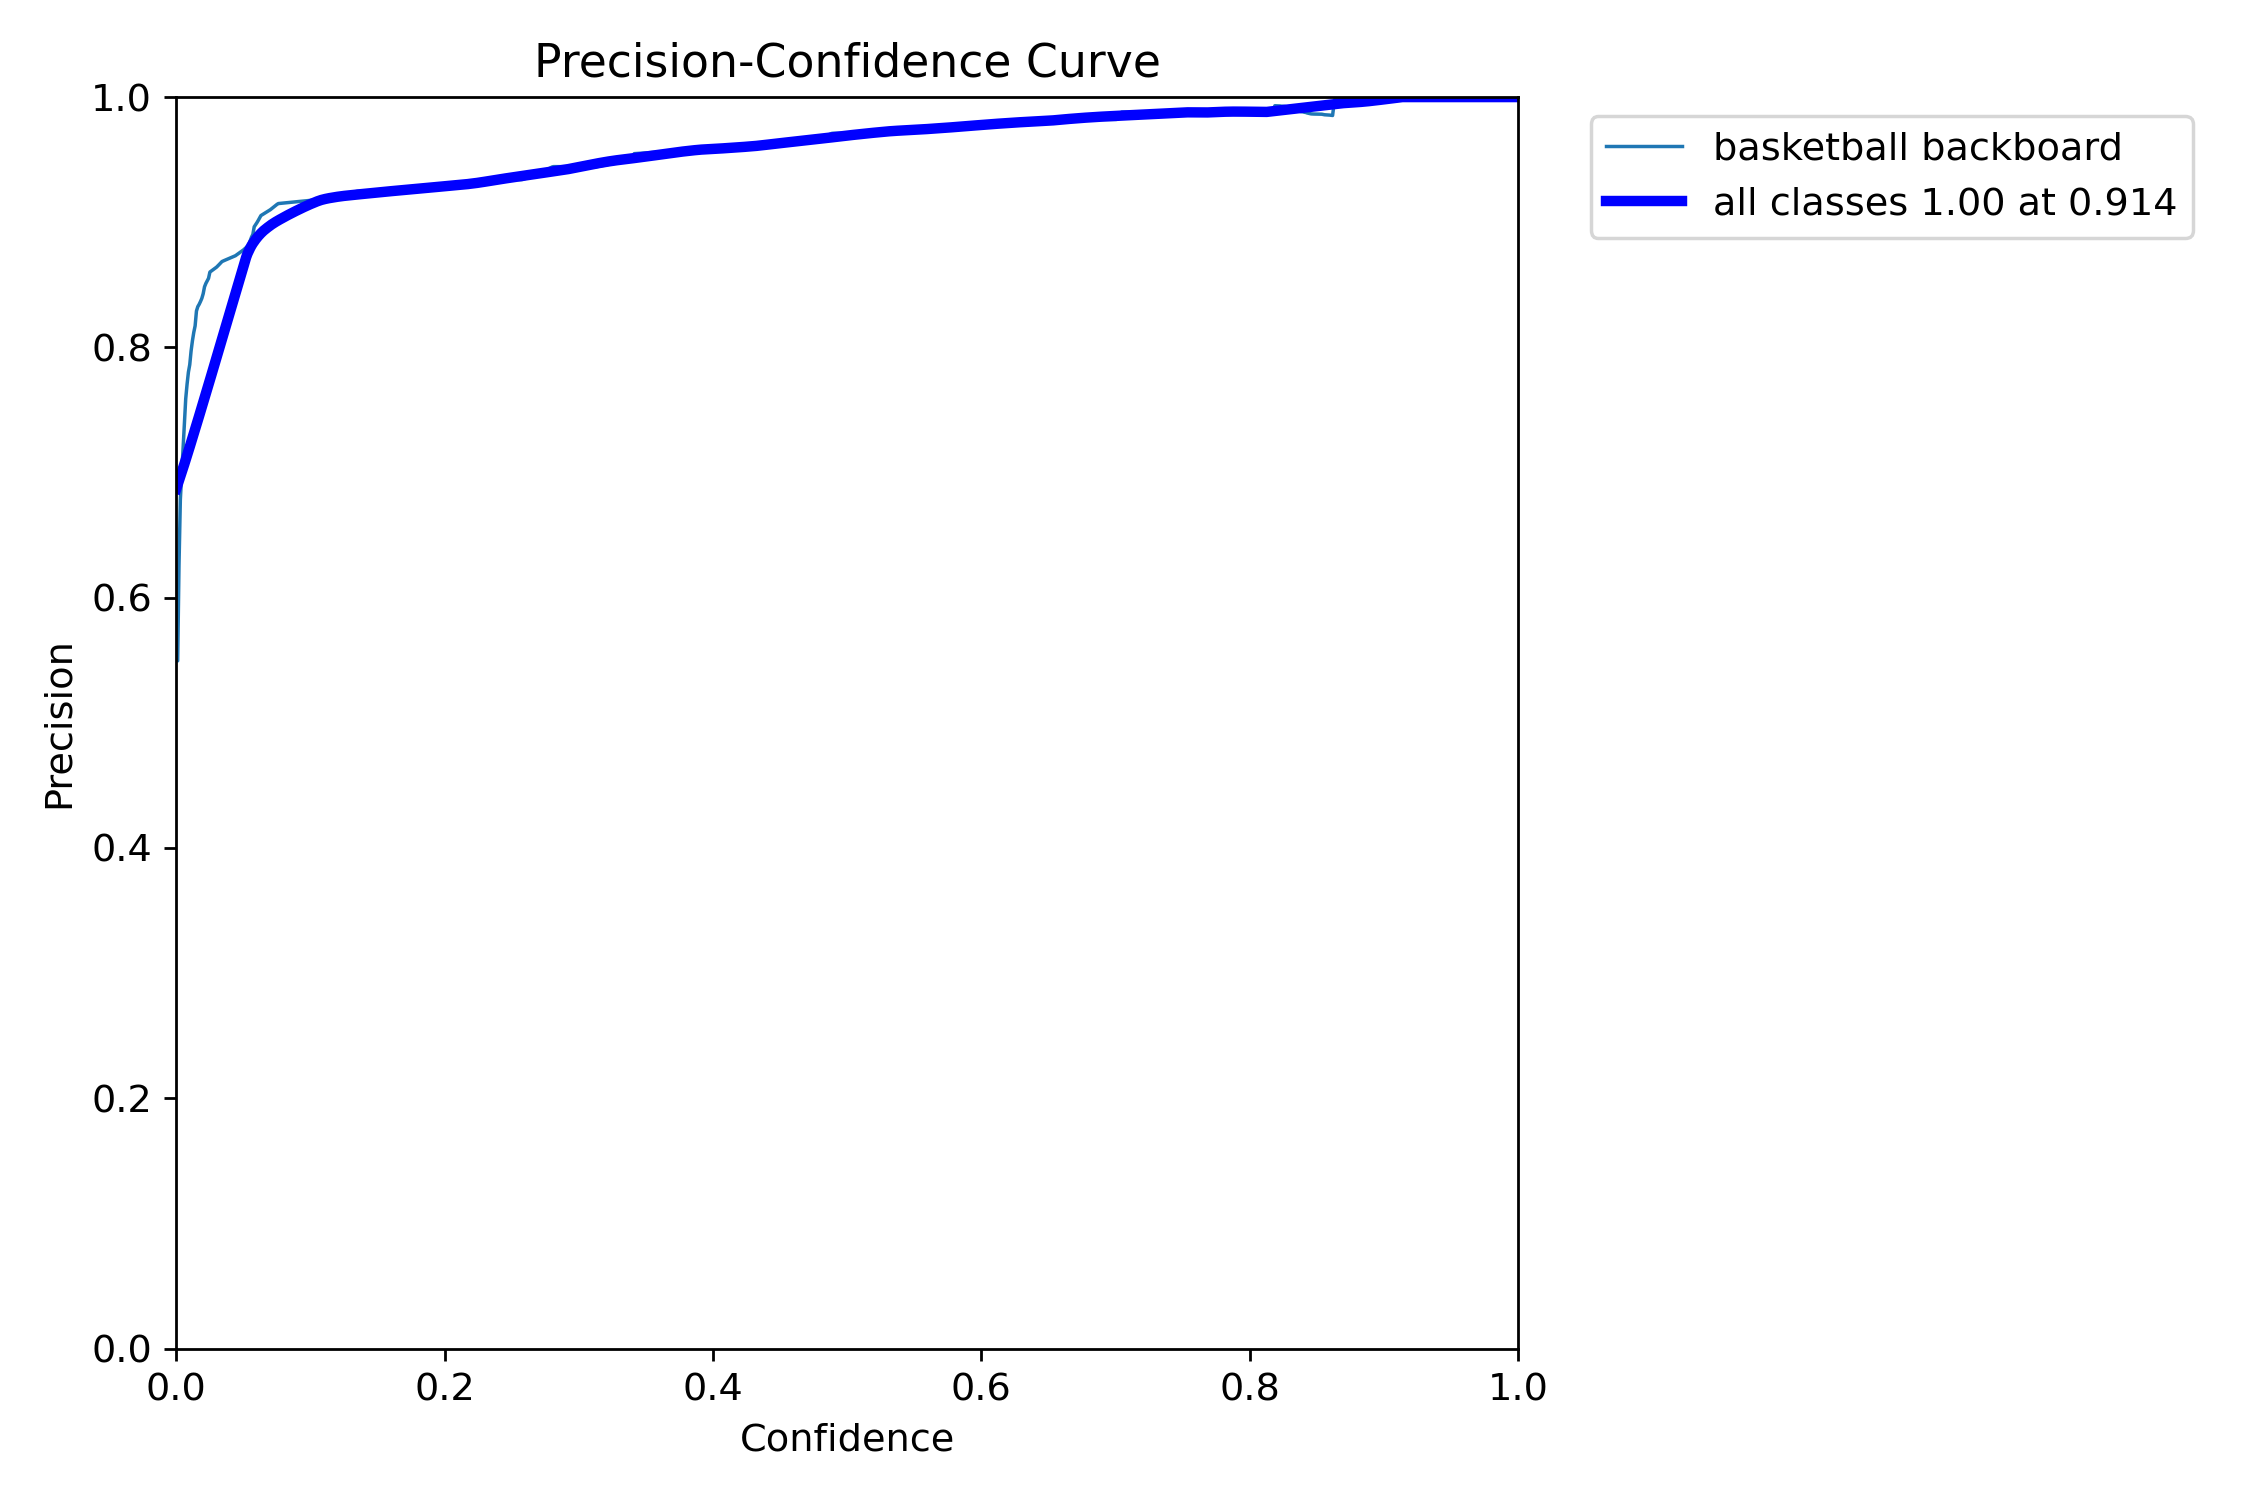 Precision-Confidence Curve
1.0
0.8
0.6
0.4
0.2
0.0
Precision
0.0 0.2 0.4 0.6 0.8 1.0
Confidence
basketball backboard
all classes 1.00 at 0.914